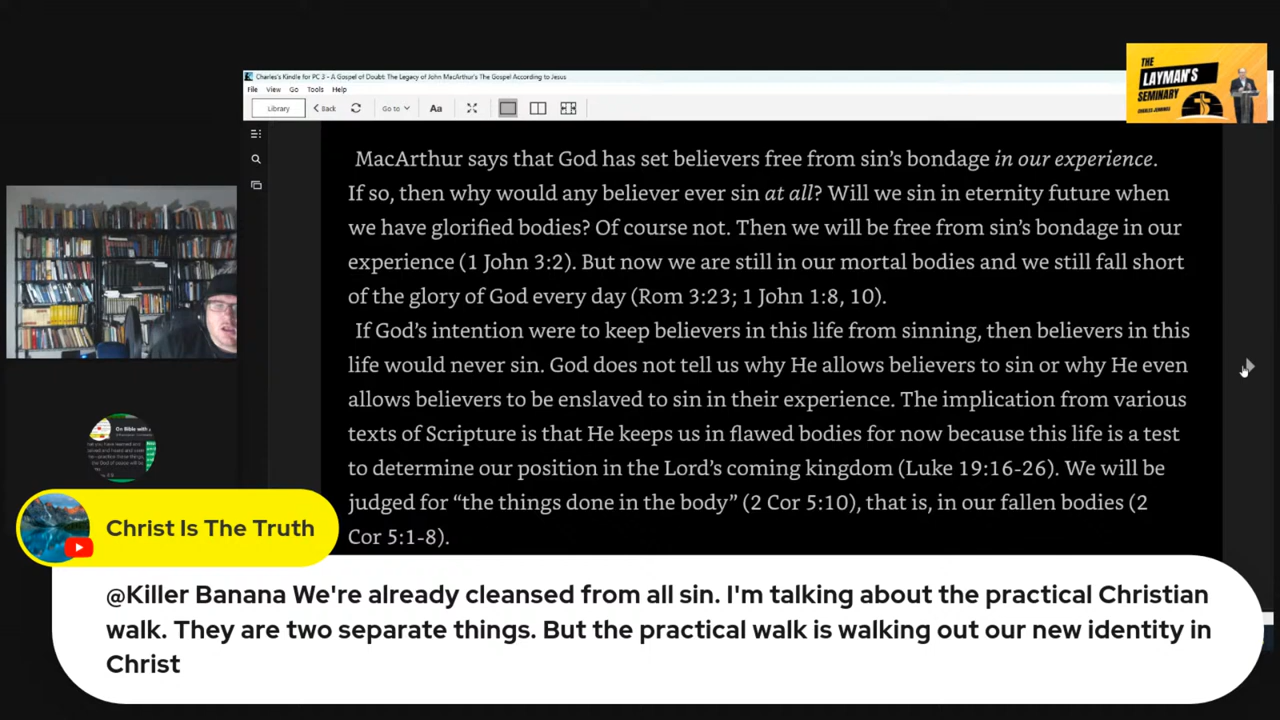 THE
LAYMAN'S
SEMINARY
CHARLES JENNINGS
Charles's Kindle for PC 3 - A Gospel of Doubt: The Legacy of John MacArthur's The Gospel According to Jesus
File View Go Tools Help
Library Back Go to Aa
MacArthur says that God has set believers free from sin's bondage in our experience.
If so, then why would any believer ever sin at all? Will we sin in eternity future when
we have glorified bodies? Of course not. Then we will be free from sin's bondage in our
experience (1 John 3:2). But now we are still in our mortal bodies and we still fall short
of the glory of God every day (Rom 3:23; 1 John 1:8, 10).
If God's intention were to keep believers in this life from sinning, then believers in this
life would never sin. God does not tell us why He allows believers to sin or why He even
allows believers to be enslaved to sin in their experience. The implication from various
texts of Scripture is that He keeps us in flawed bodies for now because this life is a test
to determine our position in the Lord's coming kingdom (Luke 19:16-26). We will be
judged for “the things done in the body” (2 Cor 5:10), that is, in our fallen bodies (2
Cor 5:1-8).
On Bible with
Christ Is The Truth
@Killer Banana We're already cleansed from all sin. I'm talking about the practical Christian
walk. They are two separate things. But the practical walk is walking out our new identity in
Christ